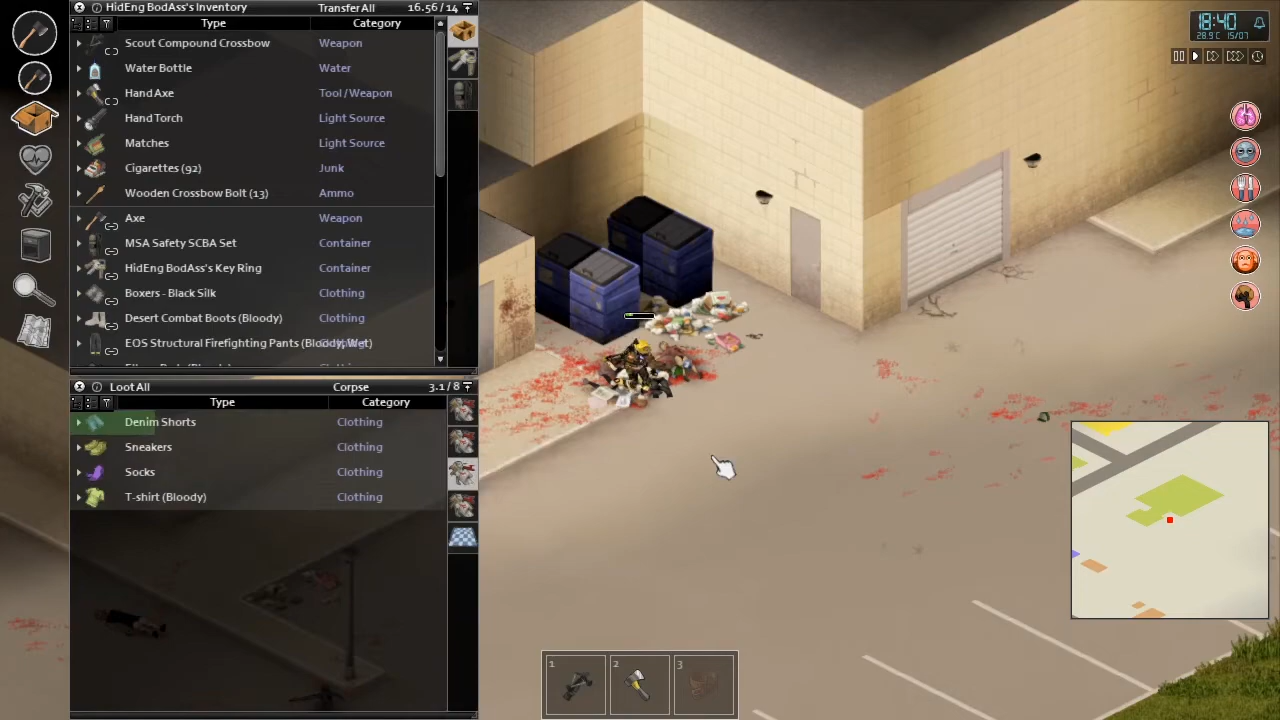 HidEng BodAss's Inventory Transfer All 16.56 / 14
Type Category
Scout Compound Crossbow Weapon
Water Bottle Water
Hand Axe Tool / Weapon
Hand Torch Light Source
Matches Light Source
Cigarettes (92) Junk
Wooden Crossbow Bolt (13) Ammo
Axe Weapon
MSA Safety SCBA Set Container
HidEng BodAss's Key Ring Container
Boxers - Black Silk Clothing
Desert Combat Boots (Bloody) Clothing
EOS Structural Firefighting Pants (Bloody, Wet)
Loot All Corpse 3.1 / 8
Type Category
Denim Shorts Clothing
Sneakers Clothing
Socks Clothing
T-shirt (Bloody) Clothing
18:40
28.9°C 15/07
1 2 3